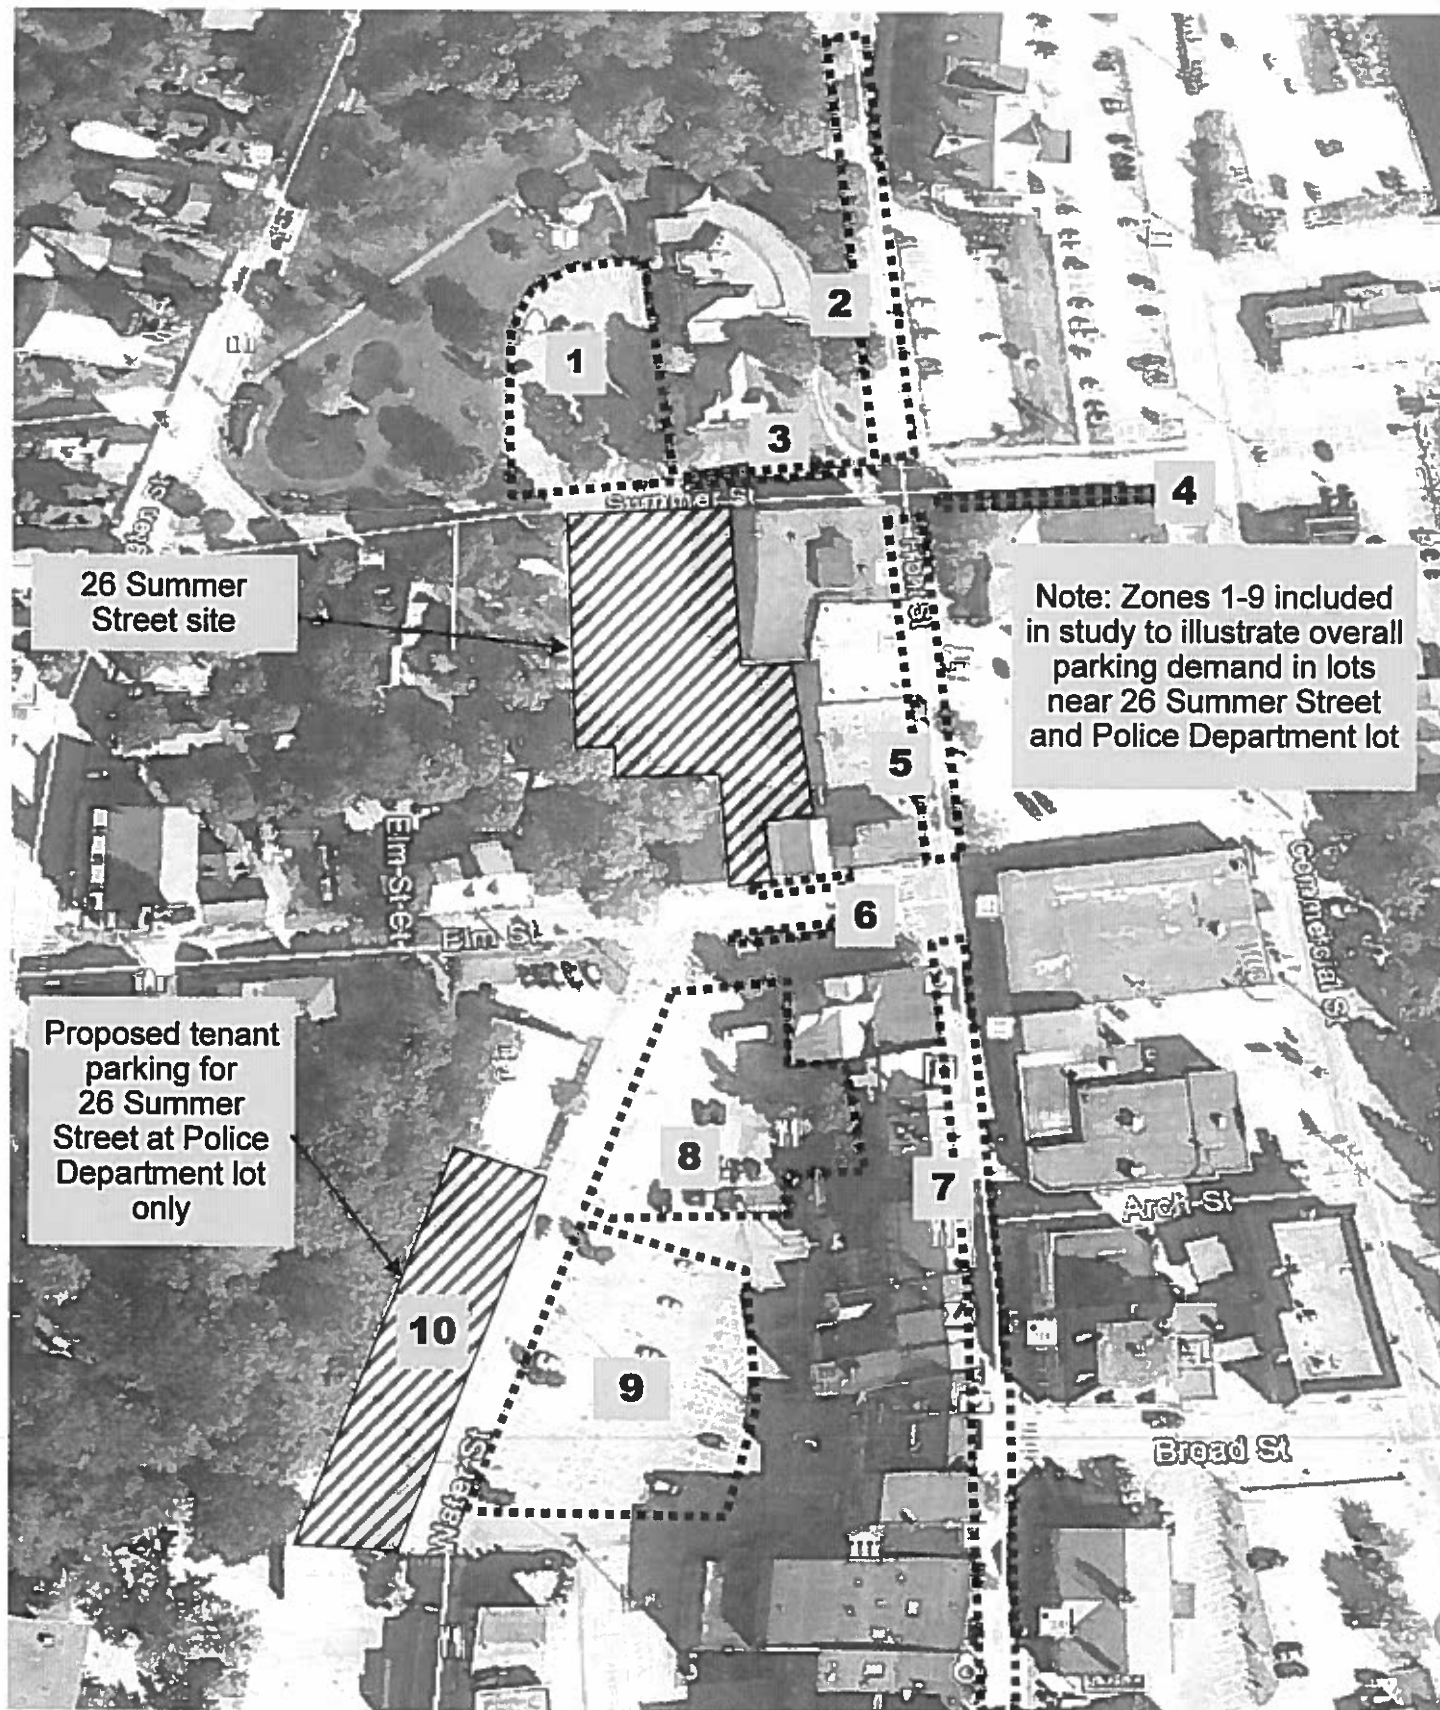 2
1
3
Summer St
4
26 Summer
Street site
Note: Zones 1-9 included
in study to illustrate overall
parking demand in lots
near 26 Summer Street
and Police Department lot
5
Elm St
6
Elm St
Commercial St
Proposed tenant
parking for
26 Summer
Street at Police
Department lot
only
8
7
Arch St
10
9
Broad St
Water St